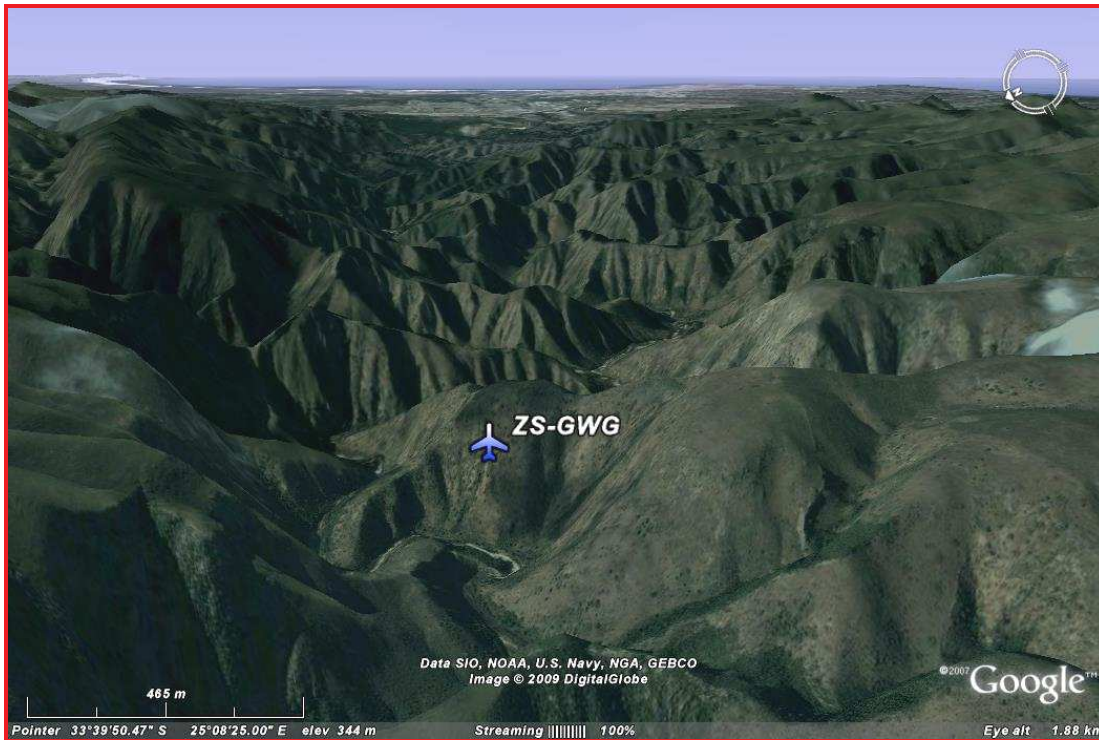 N
ZS-GWG
Data SIO, NOAA, U.S. Navy, NGA, GEBCO
Image © 2009 DigitalGlobe
©2007 Google™
465 m
Pointer 33°39'50.47" S 25°08'25.00" E elev 344 m Streaming |||||||||| 100% Eye alt 1.88 km